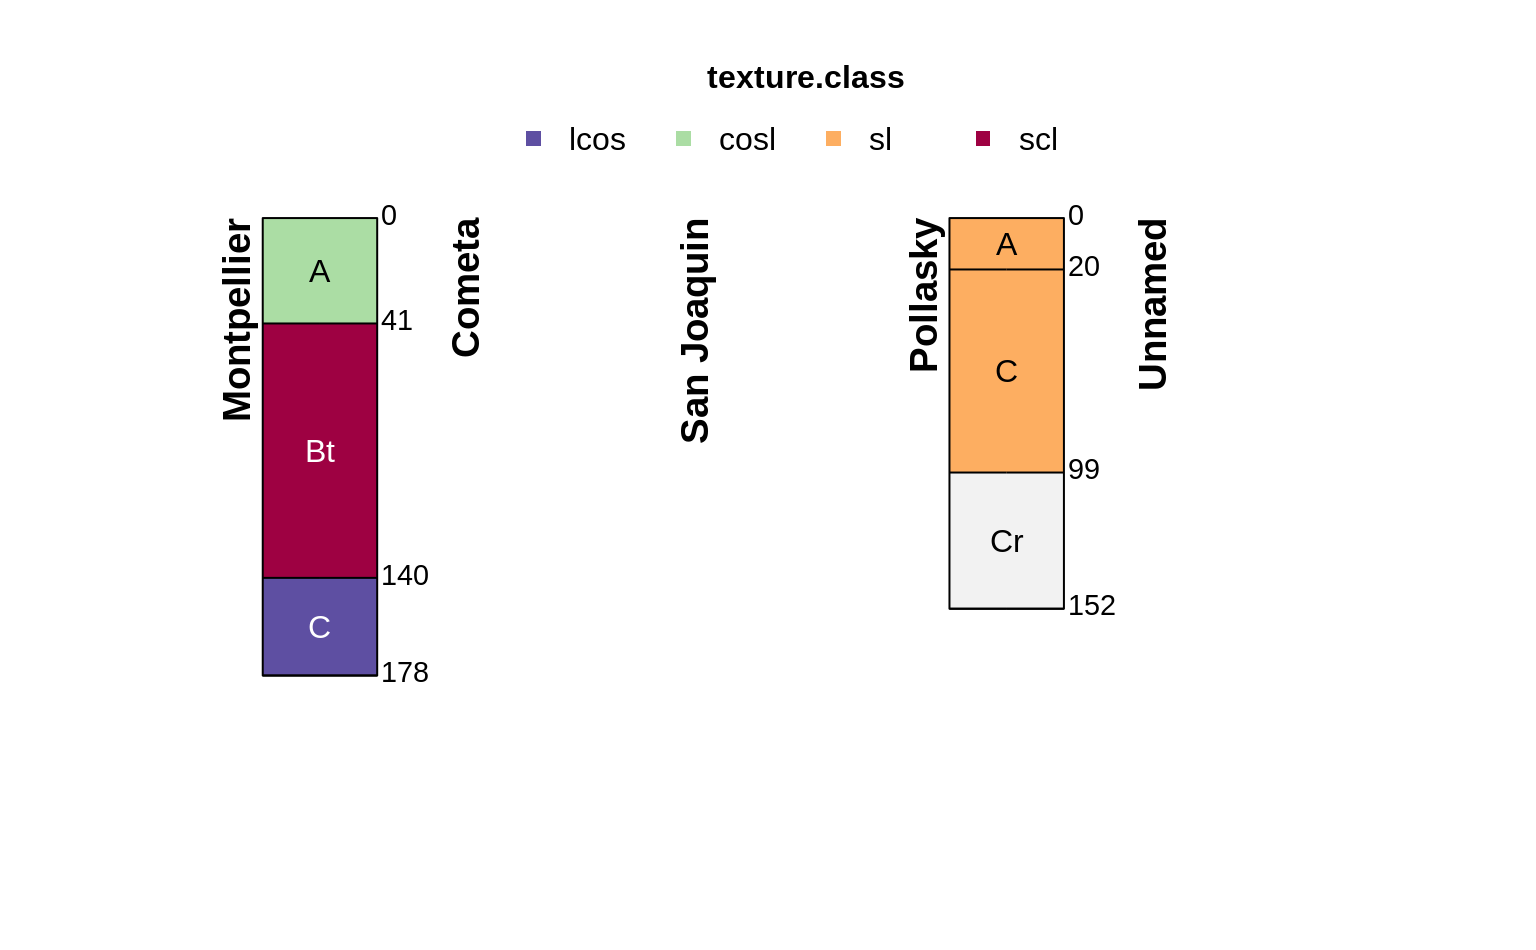 texture.class
lcos cosl sl scl
Montpellier
A
Bt
C
0
41
140
178
Cometa
San Joaquin
Pollasky
A
C
Cr
0
20
99
152
Unnamed